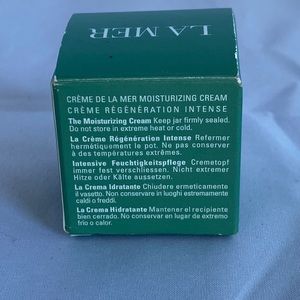 LA MER
CRÈME DE LA MER MOISTURIZING CREAM
CRÈME RÉGÉNÉRATION INTENSE
The Moisturizing Cream Keep jar firmly sealed.
Do not store in extreme heat or cold.
La Crème Régénération Intense Refermer
hermétiquement le pot. Ne pas conserver
à des températures extrêmes.
Intensive Feuchtigkeitspflege Cremetopf
immer fest verschliessen. Nicht extremer
Hitze oder Kälte aussetzen.
La Crema Idratante Chiudere ermeticamente
il vasetto. Non conservare in luoghi estremamente
caldi o freddi.
La Crema Hidratante Mantener el recipiente
bien cerrado. No conservar en lugar de extremo
frio o calor.